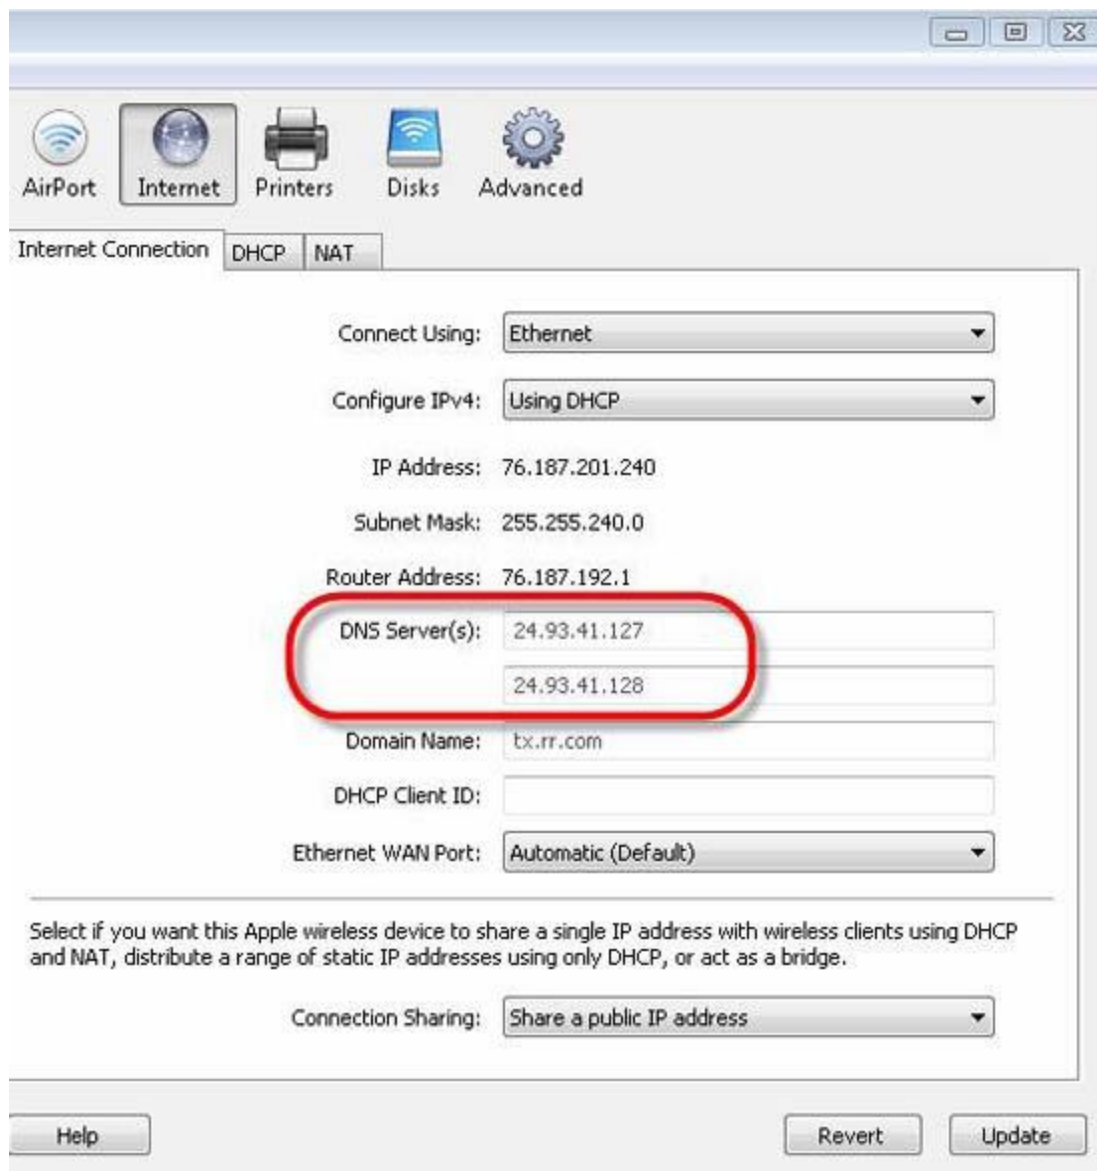 AirPort Internet Printers Disks Advanced
Internet Connection DHCP NAT
Connect Using: Ethernet
Configure IPv4: Using DHCP
IP Address: 76.187.201.240
Subnet Mask: 255.255.240.0
Router Address: 76.187.192.1
DNS Server(s): 24.93.41.127
24.93.41.128
Domain Name: tx.rr.com
DHCP Client ID:
Ethernet WAN Port: Automatic (Default)
Select if you want this Apple wireless device to share a single IP address with wireless clients using DHCP
and NAT, distribute a range of static IP addresses using only DHCP, or act as a bridge.
Connection Sharing: Share a public IP address
Help Revert Update